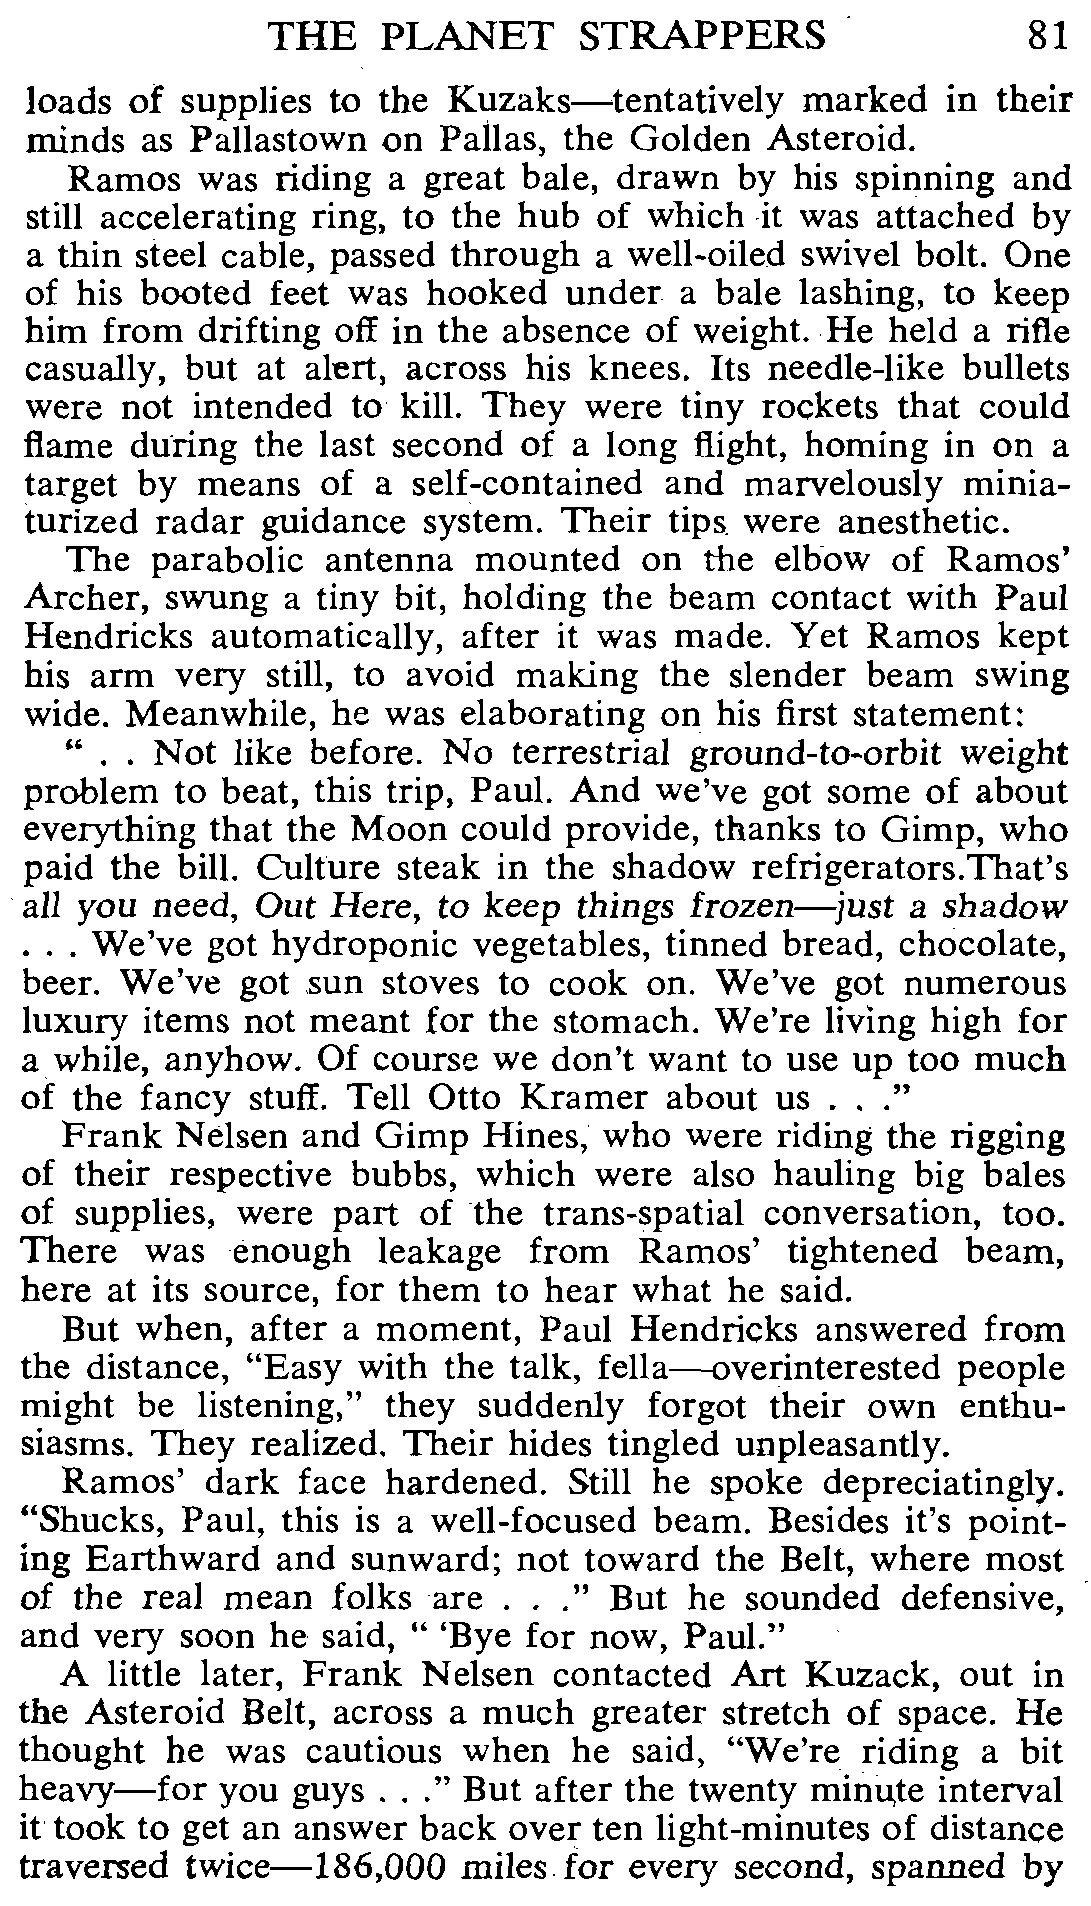 THE PLANET STRAPPERS 81
loads of supplies to the Kuzaks—tentatively marked in their
minds as Pallastown on Pallas, the Golden Asteroid.
Ramos was riding a great bale, drawn by his spinning and
still accelerating ring, to the hub of which it was attached by
a thin steel cable, passed through a well-oiled swivel bolt. One
of his booted feet was hooked under a bale lashing, to keep
him from drifting off in the absence of weight. He held a rifle
casually, but at alert, across his knees. Its needle-like bullets
were not intended to kill. They were tiny rockets that could
flame during the last second of a long flight, homing in on a
target by means of a self-contained and marvelously minia-
turized radar guidance system. Their tips were anesthetic.
The parabolic antenna mounted on the elbow of Ramos'
Archer, swung a tiny bit, holding the beam contact with Paul
Hendricks automatically, after it was made. Yet Ramos kept
his arm very still, to avoid making the slender beam swing
wide. Meanwhile, he was elaborating on his first statement:
“ . . Not like before. No terrestrial ground-to-orbit weight
problem to beat, this trip, Paul. And we've got some of about
everything that the Moon could provide, thanks to Gimp, who
paid the bill. Culture steak in the shadow refrigerators.That's
all you need, Out Here, to keep things frozen—just a shadow
. . . We've got hydroponic vegetables, tinned bread, chocolate,
beer. We've got sun stoves to cook on. We've got numerous
luxury items not meant for the stomach. We're living high for
a while, anyhow. Of course we don't want to use up too much
of the fancy stuff. Tell Otto Kramer about us . . .”
Frank Nelsen and Gimp Hines, who were riding the rigging
of their respective bubbs, which were also hauling big bales
of supplies, were part of the trans-spatial conversation, too.
There was enough leakage from Ramos' tightened beam,
here at its source, for them to hear what he said.
But when, after a moment, Paul Hendricks answered from
the distance, “Easy with the talk, fella—overinterested people
might be listening,” they suddenly forgot their own enthu-
siasms. They realized. Their hides tingled unpleasantly.
Ramos' dark face hardened. Still he spoke depreciatingly.
“Shucks, Paul, this is a well-focused beam. Besides it's point-
ing Earthward and sunward; not toward the Belt, where most
of the real mean folks are . . .” But he sounded defensive,
and very soon he said, “ 'Bye for now, Paul.”
A little later, Frank Nelsen contacted Art Kuzack, out in
the Asteroid Belt, across a much greater stretch of space. He
thought he was cautious when he said, “We're riding a bit
heavy—for you guys . . .” But after the twenty minute interval
it took to get an answer back over ten light-minutes of distance
traversed twice—186,000 miles for every second, spanned by